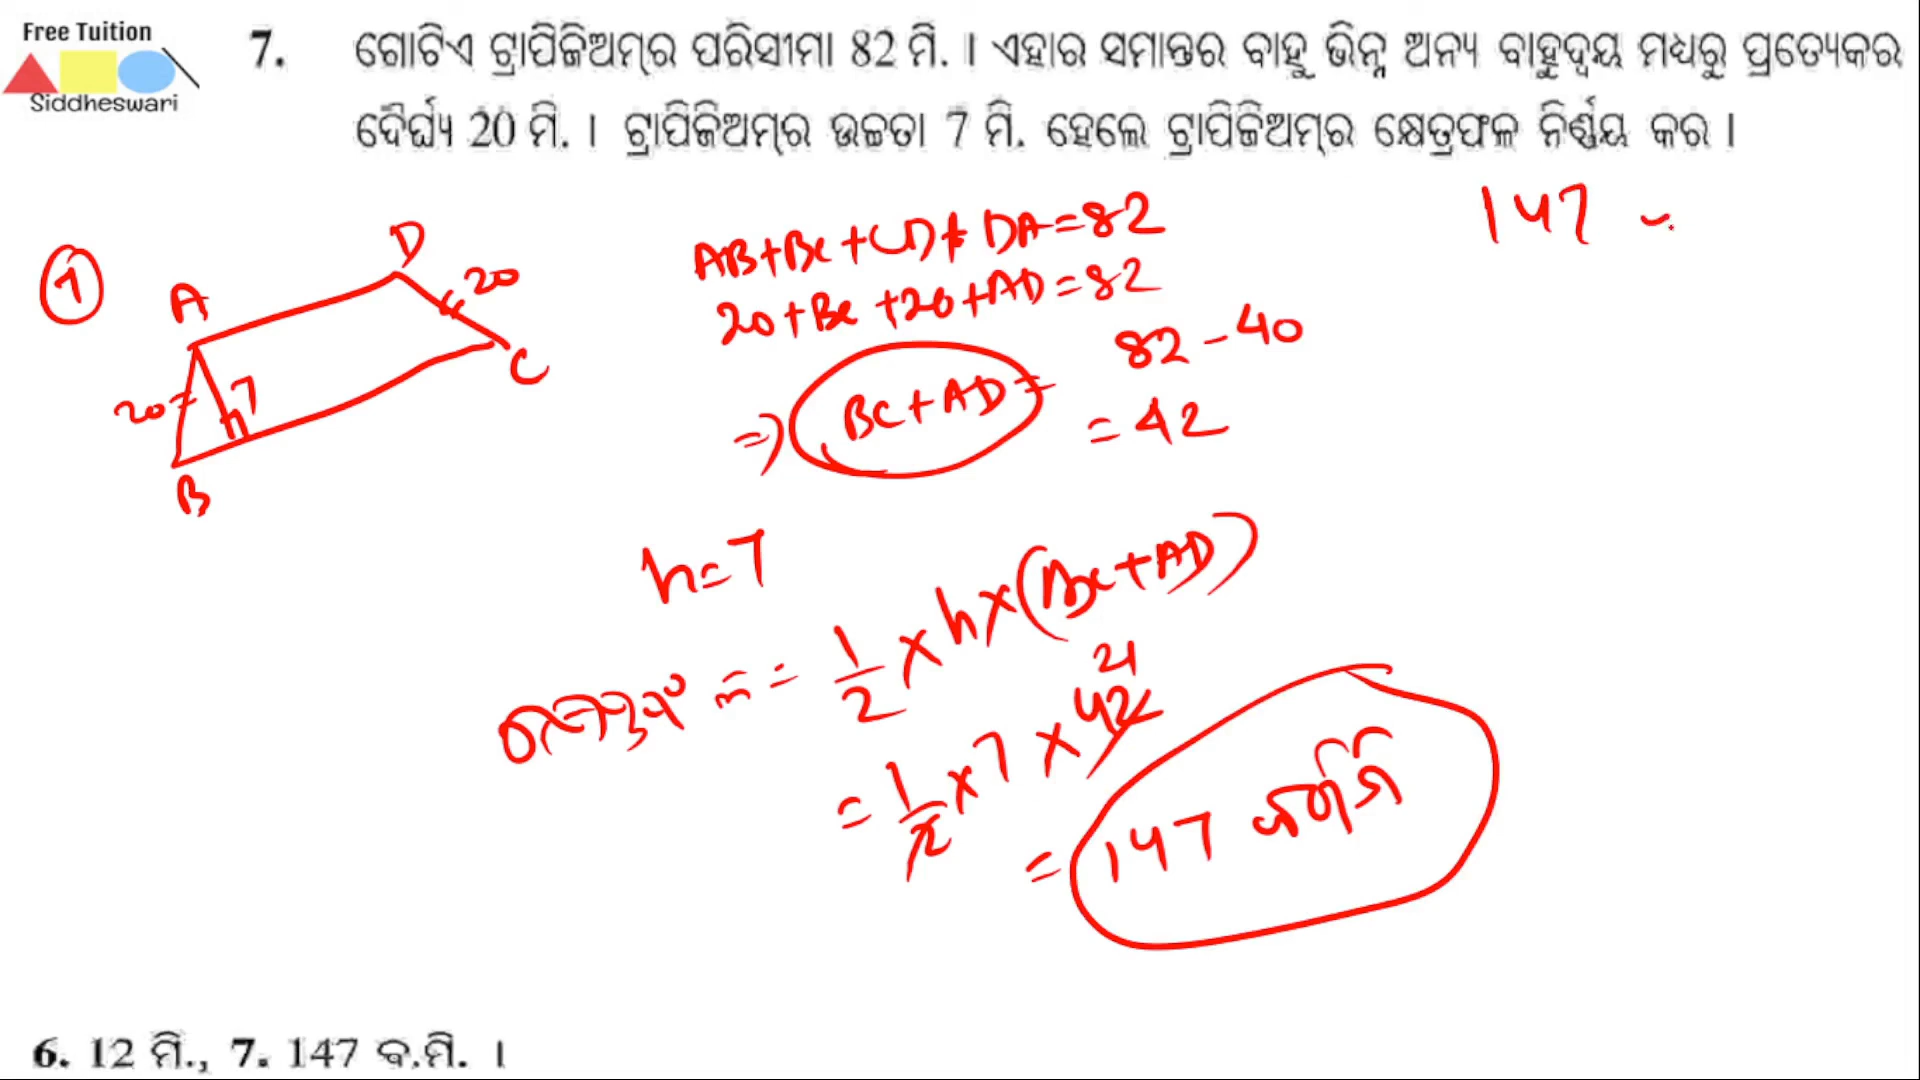 Free Tuition
Siddheswari
7. ଗୋଟିଏ ଟ୍ରାପିଜିଅମ୍‌ର ପରିସୀମା 82 ମି. । ଏହାର ସମାନ୍ତର ବାହୁ ଭିନ୍ନ ଅନ୍ୟ ବାହୁଦ୍ଵୟ ମଧ୍ୟରୁ ପ୍ରତ୍ୟେକର
ଦୈର୍ଘ୍ୟ 20 ମି. । ଟ୍ରାପିଜିଅମ୍‌ର ଉଚ୍ଚତା 7 ମି. ହେଲେ ଟ୍ରାପିଜିଅମ୍‌ର କ୍ଷେତ୍ରଫଳ ନିର୍ଣ୍ଣୟ କର ।
147
A
D
20
C
20
7
B
AB+BC+CD+DA=82
20+BC+20+AD=82
⇒ BC+AD = 82-40
= 42
h=7
= 1/2 × h × (BC+AD)
= 1/2 × 7 × 42
21
= 147
6. 12 ମି., 7. 147 ବ.ମି. ।